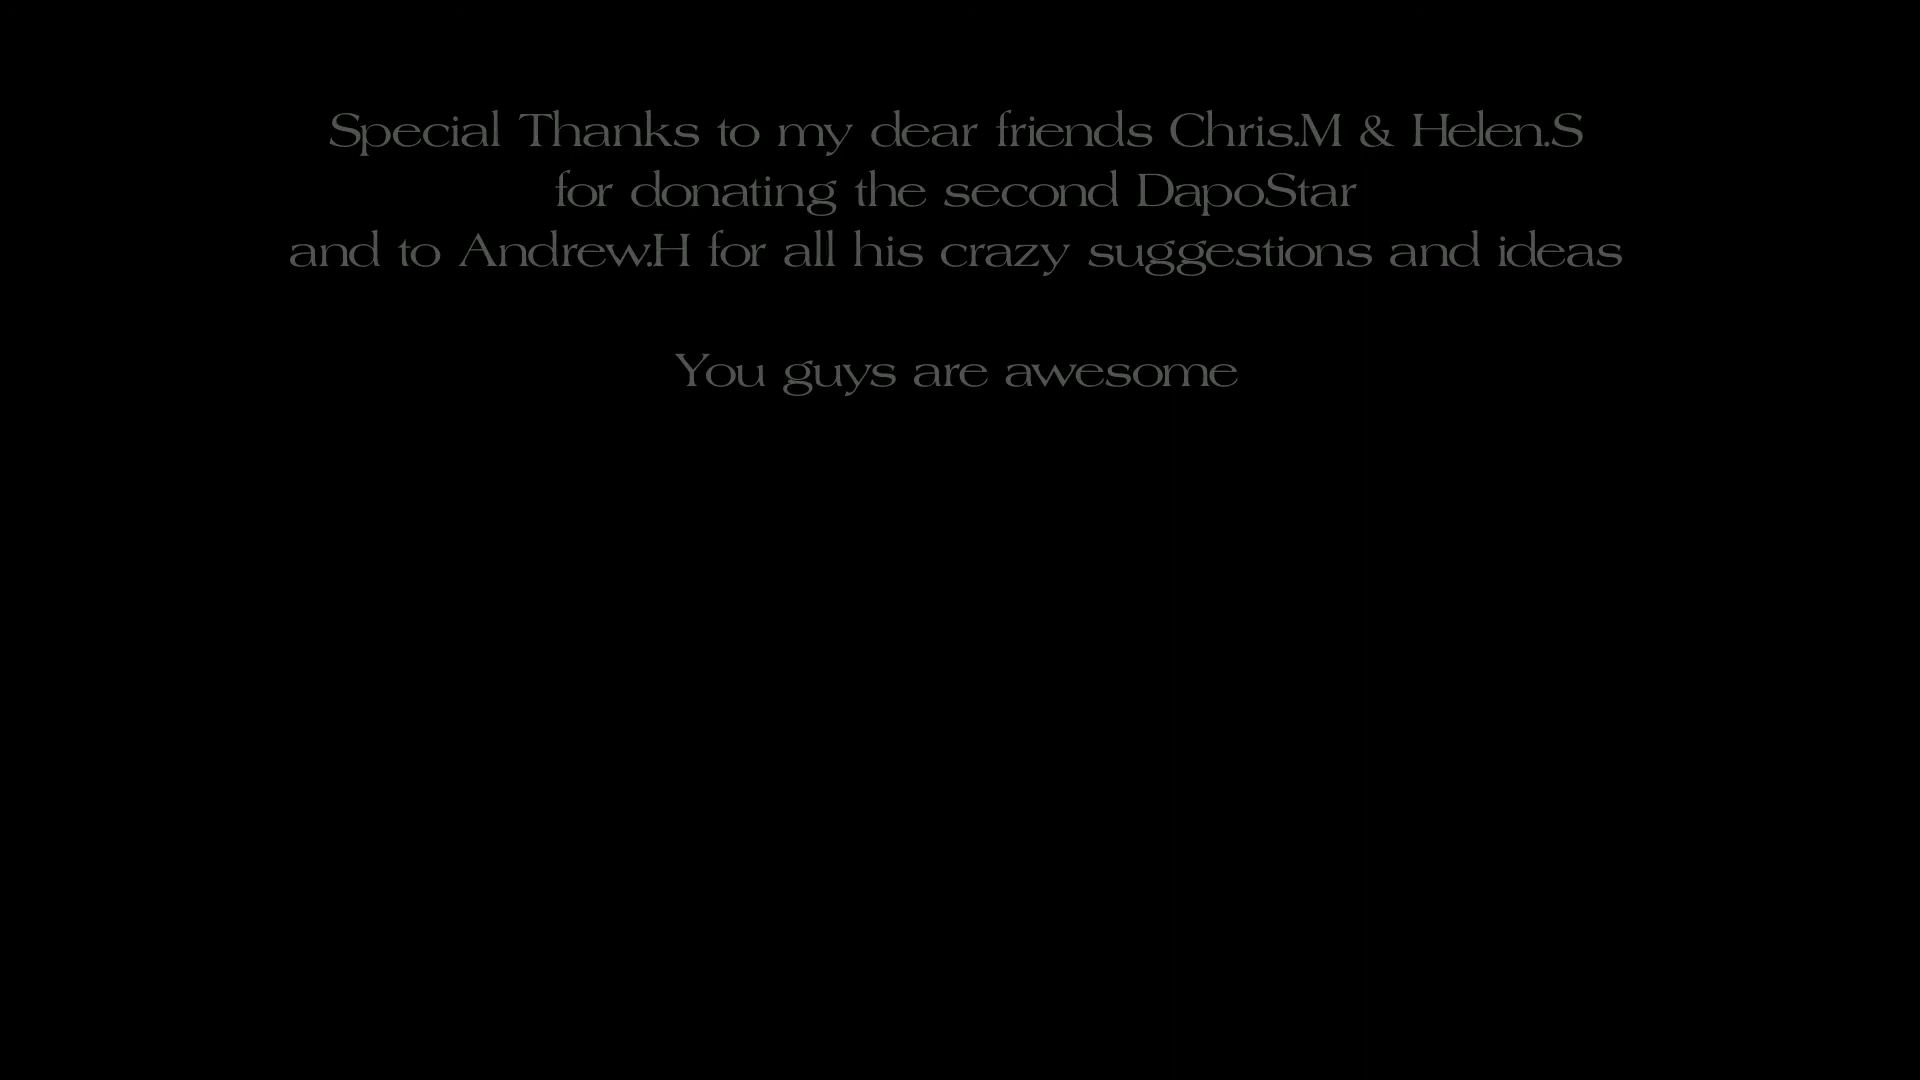 Special Thanks to my dear friends Chris.M & Helen.S
for donating the second DapoStar
and to Andrew.H for all his crazy suggestions and ideas
You guys are awesome